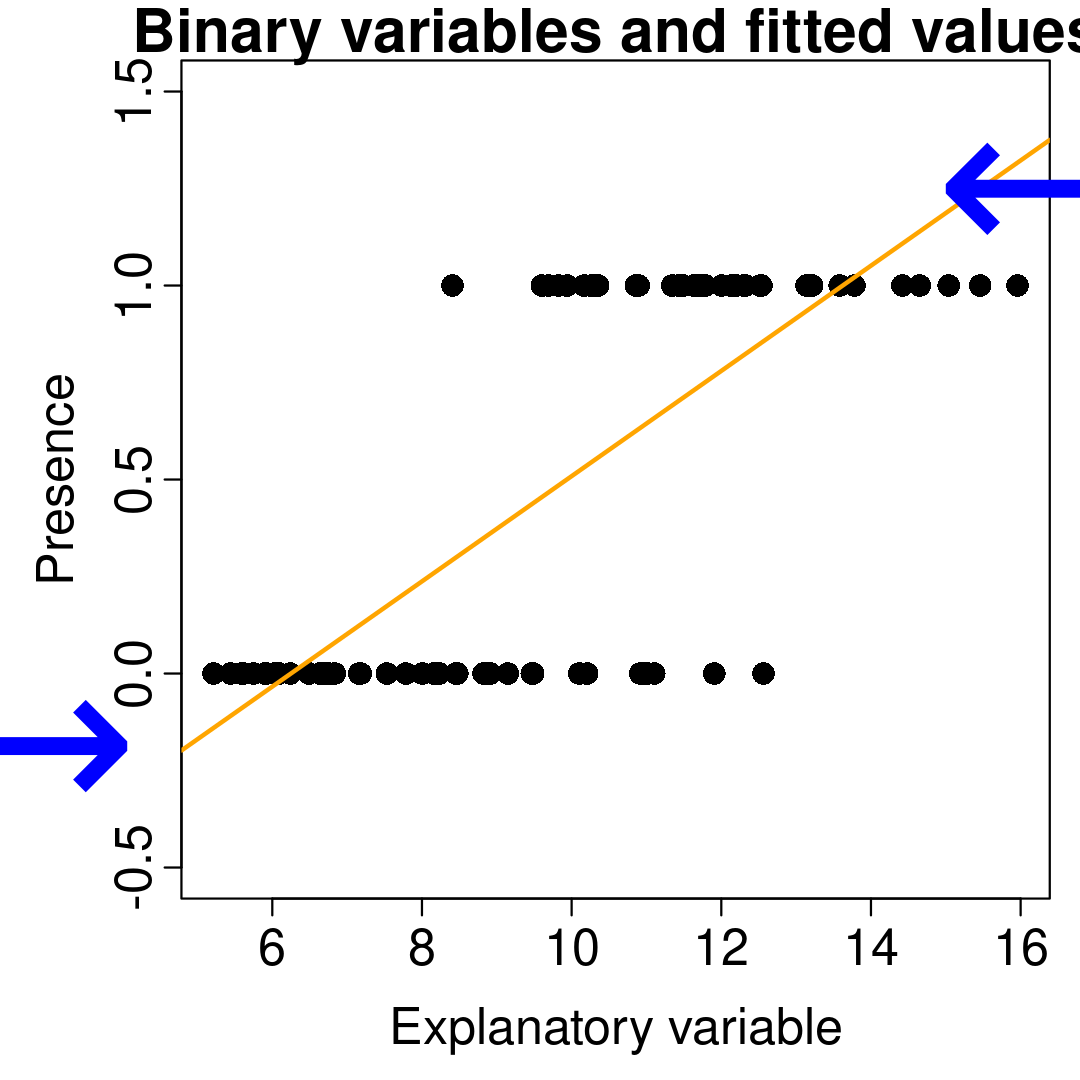 Binary variables and fitted values
1.5
1.0
0.5
0.0
-0.5
Presence
6 8 10 12 14 16
Explanatory variable